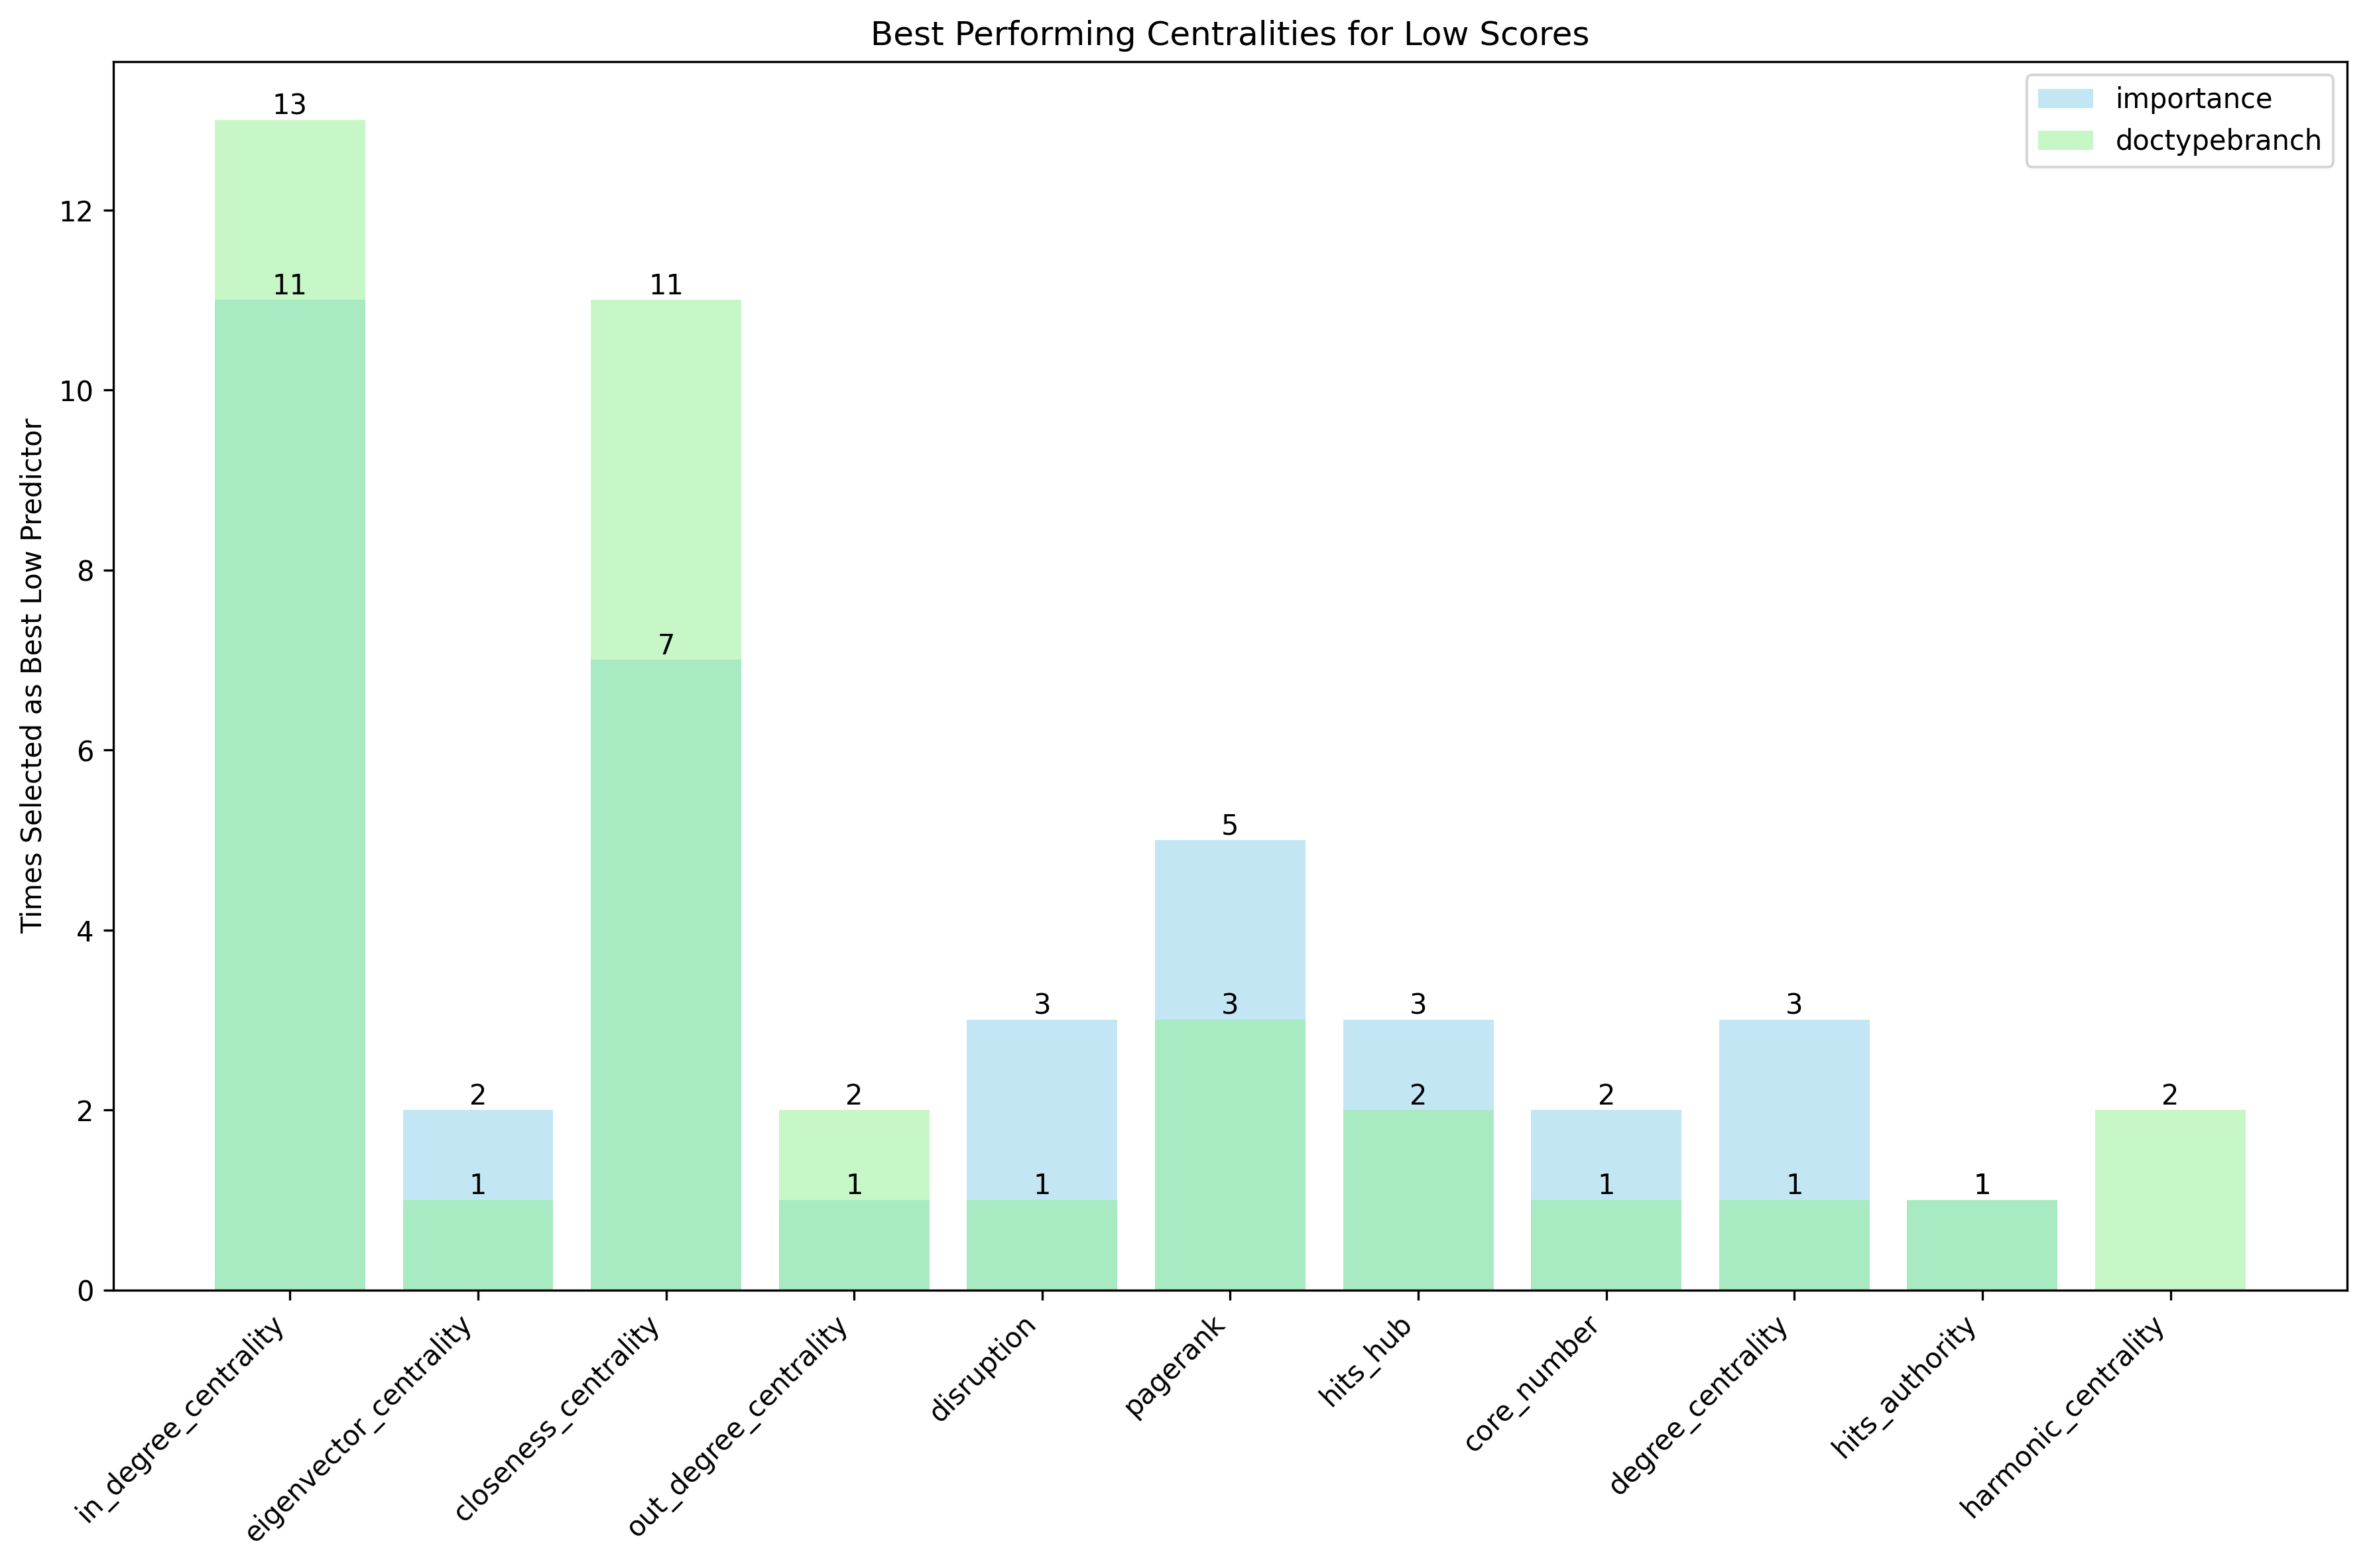 Best Performing Centralities for Low Scores
importance
doctypebranch
Times Selected as Best Low Predictor
12
10
8
6
4
2
0
13
11
2
1
11
7
2
1
3
1
5
3
3
2
2
1
3
1
1
2
in_degree_centrality
eigenvector_centrality
closeness_centrality
out_degree_centrality
disruption
pagerank
hits_hub
core_number
degree_centrality
hits_authority
harmonic_centrality